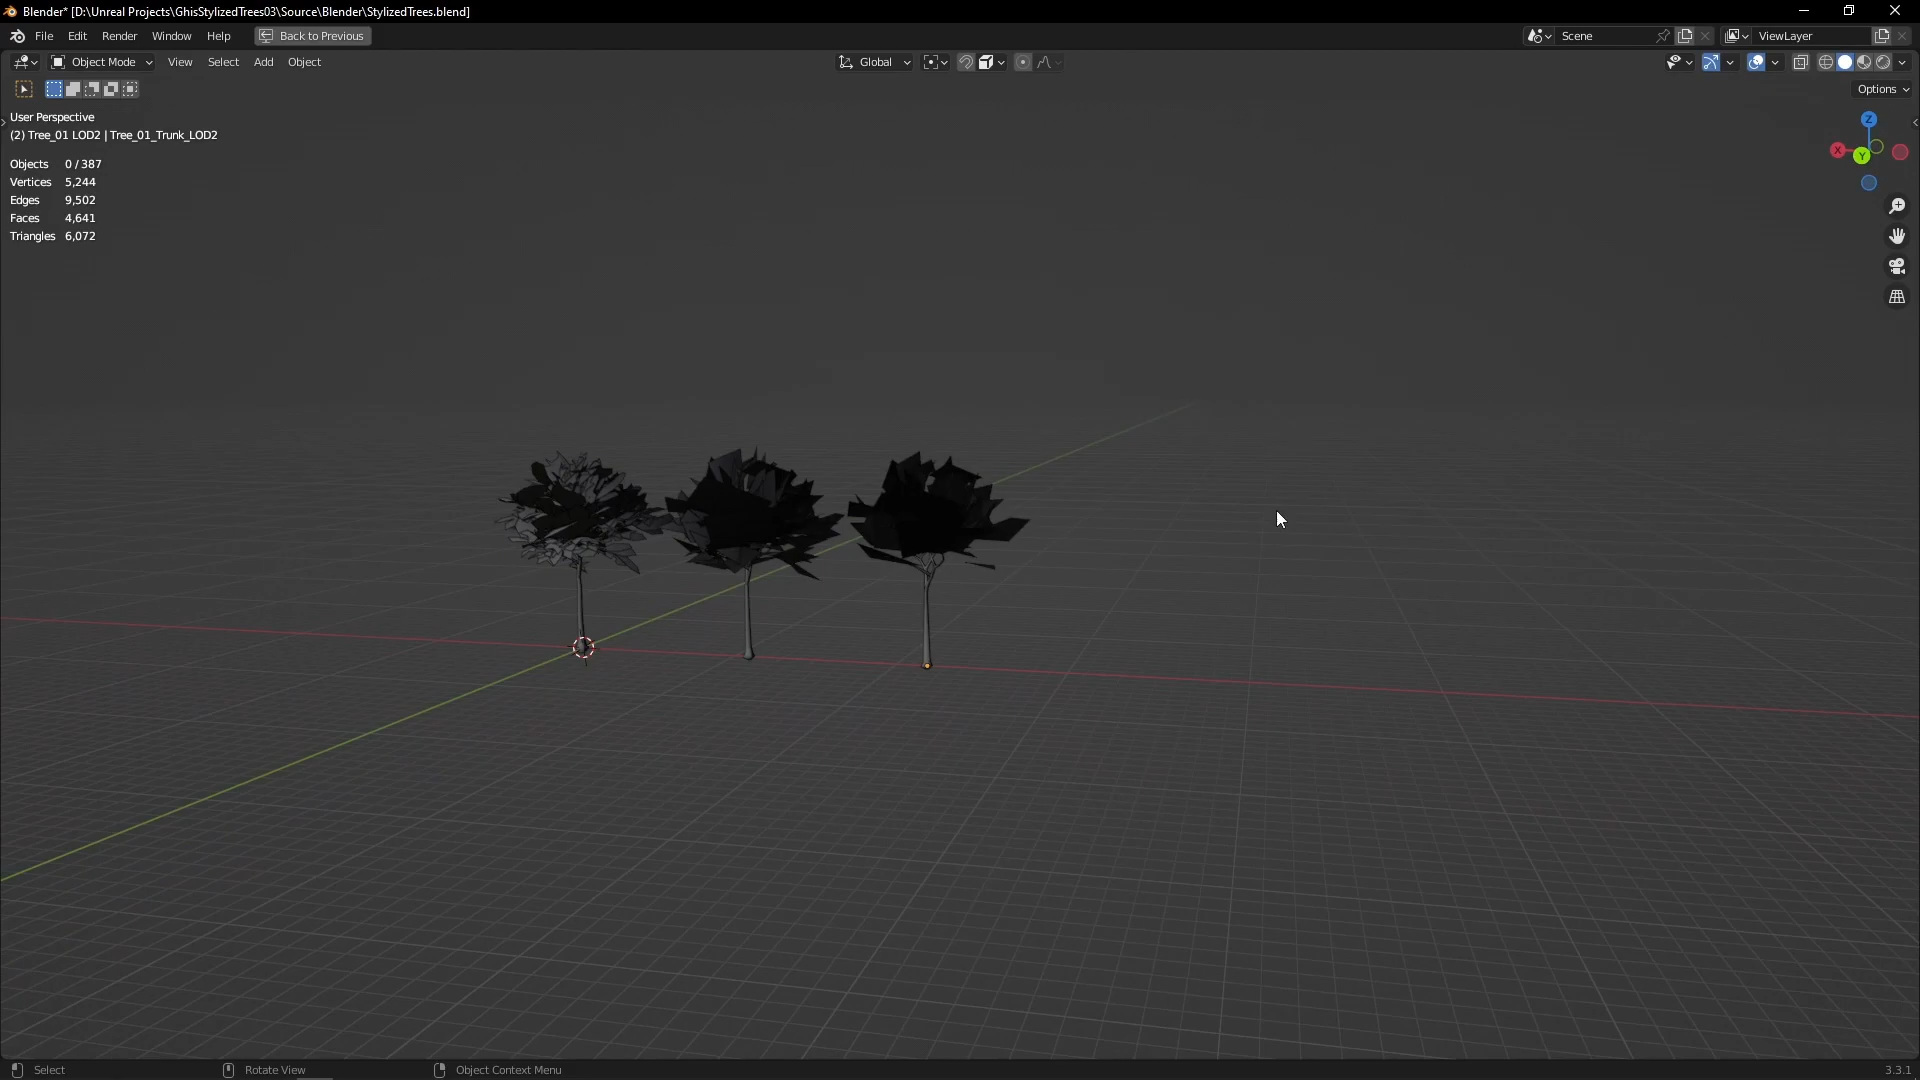 Blender* [D:\Unreal Projects\GhisStylizedTrees03\Source\Blender\StylizedTrees.blend]
File Edit Render Window Help Back to Previous Scene ViewLayer
Object Mode View Select Add Object Global
Options
User Perspective
(2) Tree_01 LOD2 | Tree_01_Trunk_LOD2
Objects 0 / 387
Vertices 5,244
Edges 9,502
Faces 4,641
Triangles 6,072
Z
X
Y
Select Rotate View Object Context Menu 3.3.1